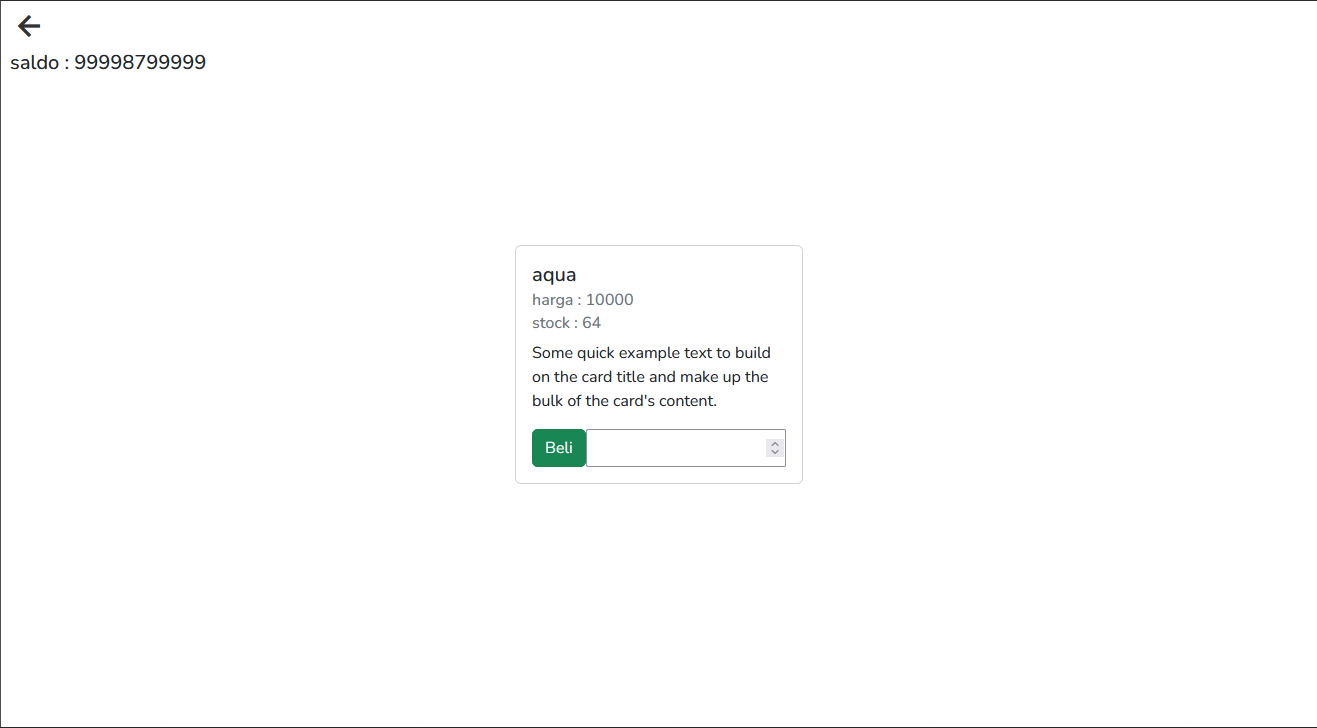 saldo : 99998799999
aqua
harga : 10000
stock : 64
Some quick example text to build
on the card title and make up the
bulk of the card's content.
Beli